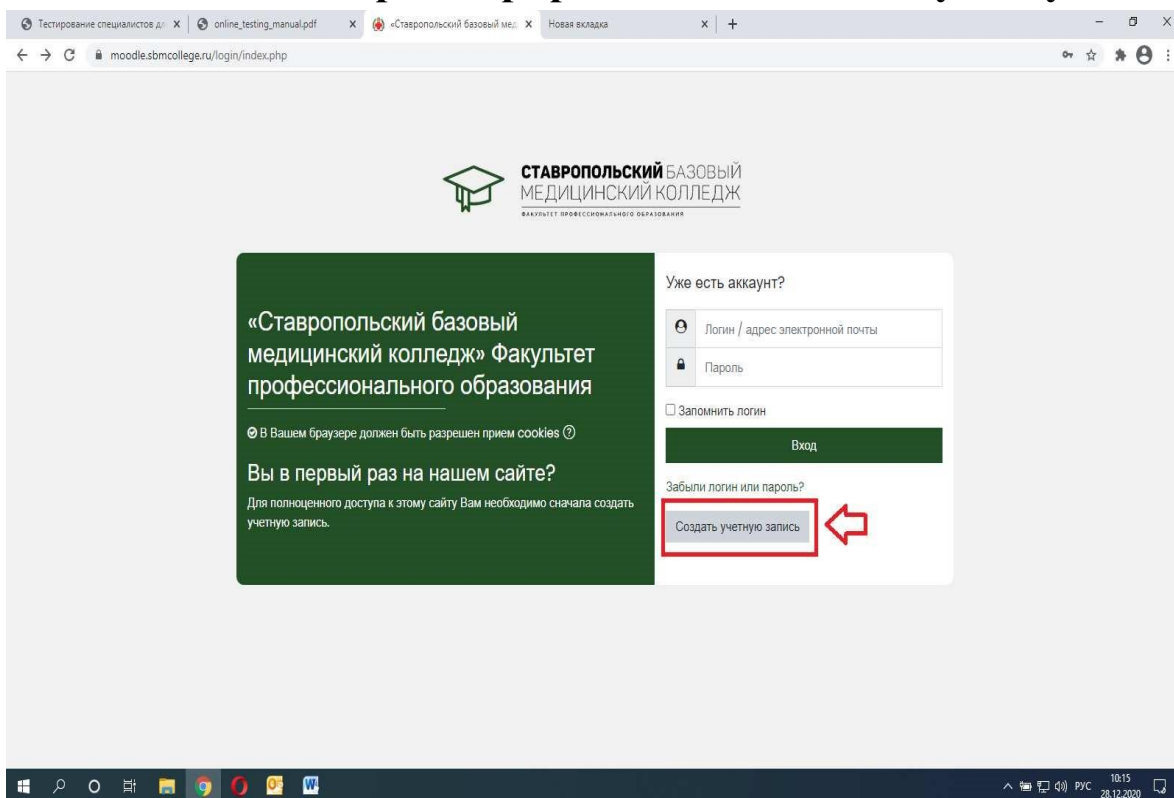 Тестирование специалистов д
online_testing_manual.pdf
«Ставропольский базовый мед
Новая вкладка
moodle.sbmcollege.ru/login/index.php
СТАВРОПОЛЬСКИЙ БАЗОВЫЙ
МЕДИЦИНСКИЙ КОЛЛЕДЖ
ФАКУЛЬТЕТ ПРОФЕССИОНАЛЬНОГО ОБРАЗОВАНИЯ
«Ставропольский базовый
медицинский колледж» Факультет
профессионального образования
В Вашем браузере должен быть разрешен прием cookies
Вы в первый раз на нашем сайте?
Для полноценного доступа к этому сайту Вам необходимо сначала создать
учетную запись.
Уже есть аккаунт?
Логин / адрес электронной почты
Пароль
Запомнить логин
Вход
Забыли логин или пароль?
Создать учетную запись
РУС
10:15
28.12.2020